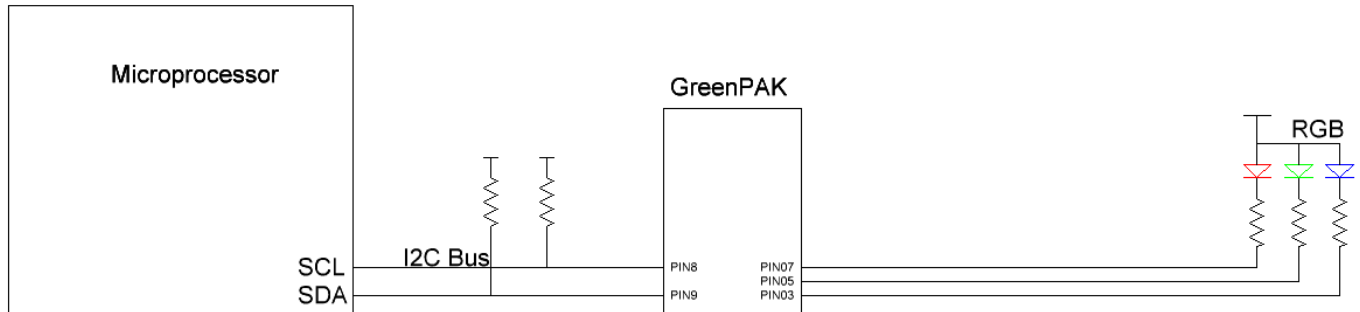 Microprocessor
GreenPAK
RGB
I2C Bus
SCL
SDA
PIN8
PIN9
PIN07
PIN05
PIN03